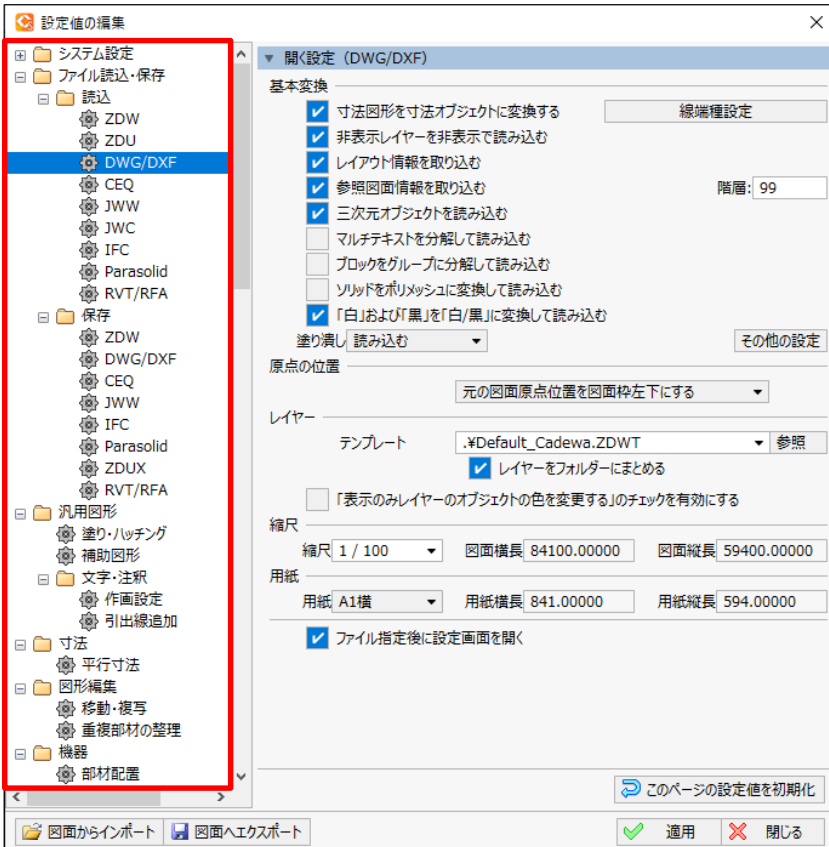 設定値の編集
システム設定
ファイル読込・保存
読込
ZDW
ZDU
DWG/DXF
CEQ
JWW
JWC
IFC
Parasolid
RVT/RFA
保存
ZDW
DWG/DXF
CEQ
JWW
IFC
Parasolid
ZDUX
RVT/RFA
汎用図形
塗り・ハッチング
補助図形
文字・注釈
作画設定
引出線追加
寸法
平行寸法
図形編集
移動・複写
重複部材の整理
機器
部材配置
開く設定（DWG/DXF）
基本変換
寸法図形を寸法オブジェクトに変換する 線端種設定
非表示レイヤーを非表示で読み込む
レイアウト情報を取り込む
参照図面情報を取り込む 階層: 99
三次元オブジェクトを読み込む
マルチテキストを分解して読み込む
ブロックをグループに分解して読み込む
ソリッドをポリメッシュに変換して読み込む
「白」および「黒」を「白/黒」に変換して読み込む
塗り潰し 読み込む その他の設定
原点の位置
元の図面原点位置を図面枠左下にする
レイヤー
テンプレート .¥Default_Cadewa.ZDWT 参照
レイヤーをフォルダーにまとめる
「表示のみレイヤーのオブジェクトの色を変更する」のチェックを有効にする
縮尺
縮尺 1 / 100 図面横長 84100.00000 図面縦長 59400.00000
用紙
用紙 A1横 用紙横長 841.00000 用紙縦長 594.00000
ファイル指定後に設定画面を開く
このページの設定値を初期化
図面からインポート 図面へエクスポート 適用 閉じる